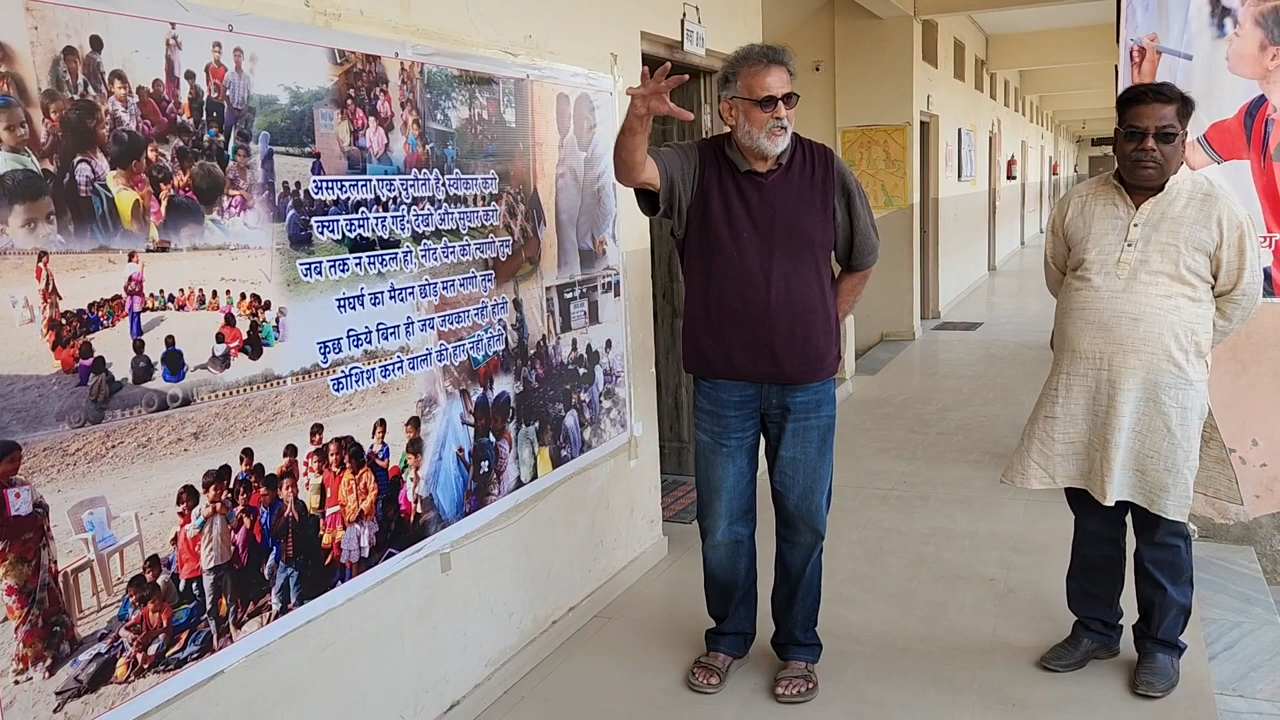 असफलता एक चुनौती है, स्वीकार करो
क्या कमी रह गई, देखो और सुधार करो
जब तक न सफल हो, नींद चैन को त्यागो तुम
संघर्ष का मैदान छोड़ मत भागो तुम
कुछ किये बिना ही जय जयकार नहीं होती
कोशिश करने वालों की हार नहीं होती